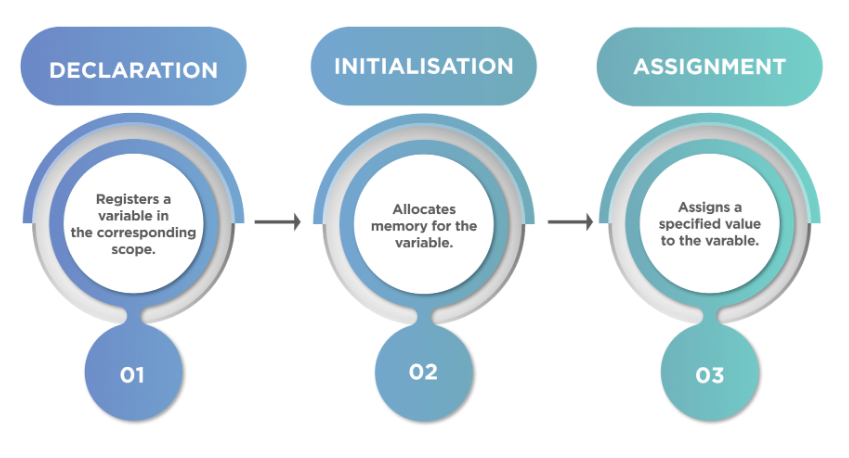 DECLARATION
Registers a
variable in
the corresponding
scope.
01
INITIALISATION
Allocates
memory for the
variable.
02
ASSIGNMENT
Assigns a
specified value
to the varable.
03